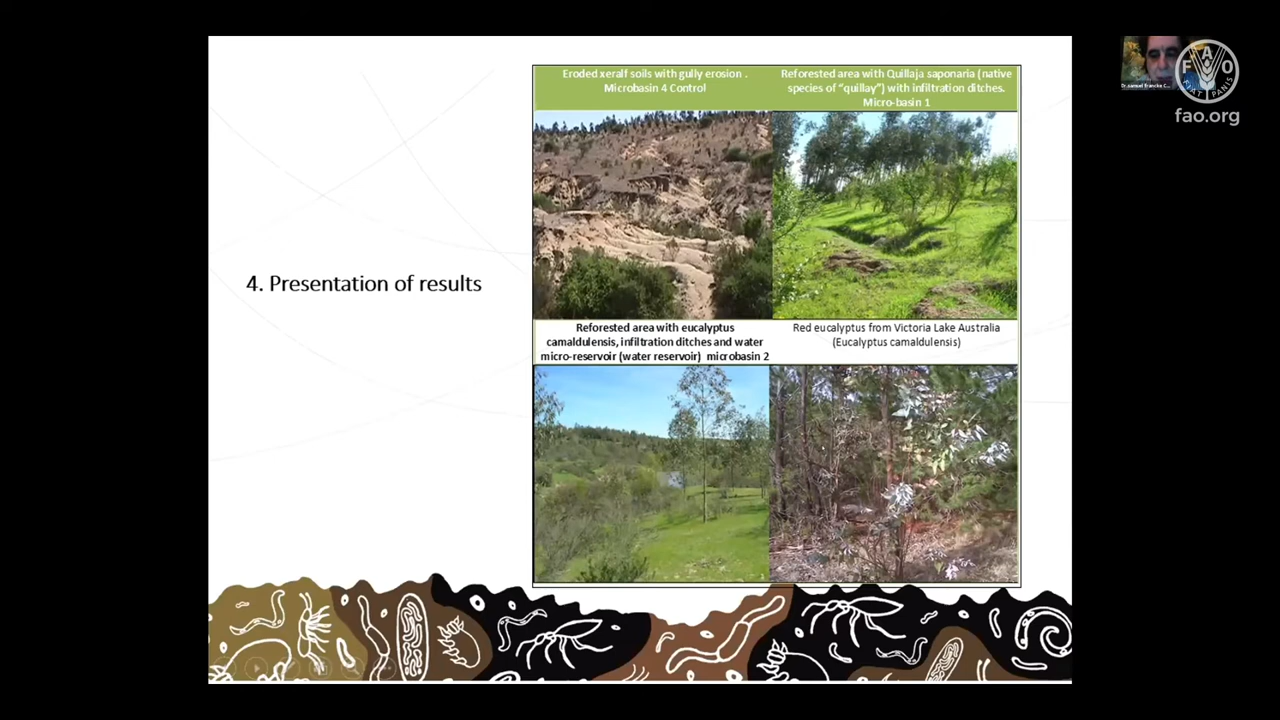 4. Presentation of results
Eroded xeralf soils with gully erosion .
Microbasin 4 Control
Reforested area with Quillaja saponaria (native
species of “quillay”) with infiltration ditches.
Micro-basin 1
Reforested area with eucalyptus
camaldulensis, infiltration ditches and water
micro-reservoir (water reservoir) microbasin 2
Red eucalyptus from Victoria Lake Australia
(Eucalyptus camaldulensis)
F A O
FIAT PANIS
fao.org